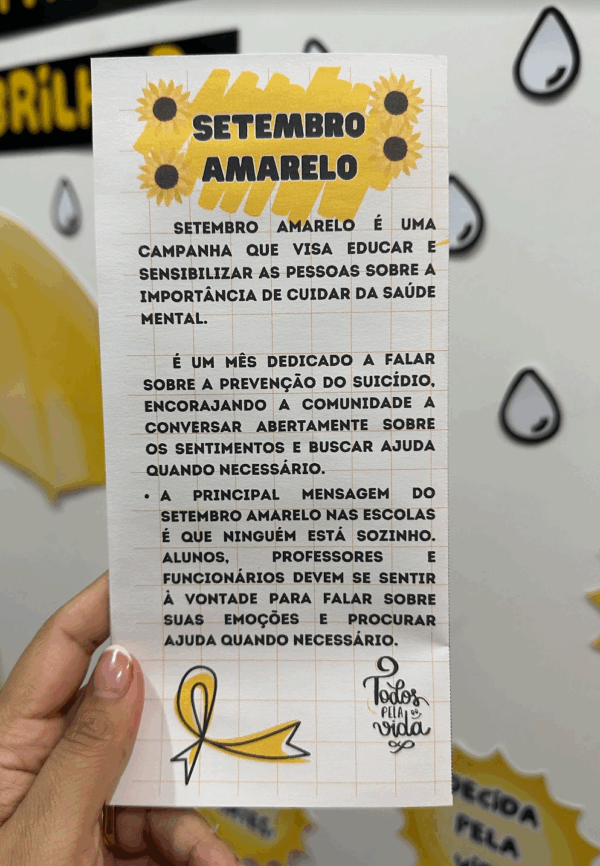 BRILH
SETEMBRO
AMARELO
SETEMBRO AMARELO É UMA
CAMPANHA QUE VISA EDUCAR E
SENSIBILIZAR AS PESSOAS SOBRE A
IMPORTÂNCIA DE CUIDAR DA SAÚDE
MENTAL.
É UM MÊS DEDICADO A FALAR
SOBRE A PREVENÇÃO DO SUICÍDIO,
ENCORAJANDO A COMUNIDADE A
CONVERSAR ABERTAMENTE SOBRE
OS SENTIMENTOS E BUSCAR AJUDA
QUANDO NECESSÁRIO.
• A PRINCIPAL MENSAGEM DO
SETEMBRO AMARELO NAS ESCOLAS
É QUE NINGUÉM ESTÁ SOZINHO.
ALUNOS, PROFESSORES E
FUNCIONÁRIOS DEVEM SE SENTIR
À VONTADE PARA FALAR SOBRE
SUAS EMOÇÕES E PROCURAR
AJUDA QUANDO NECESSÁRIO.
Todos
PELA
vida
DECIDA
PELA